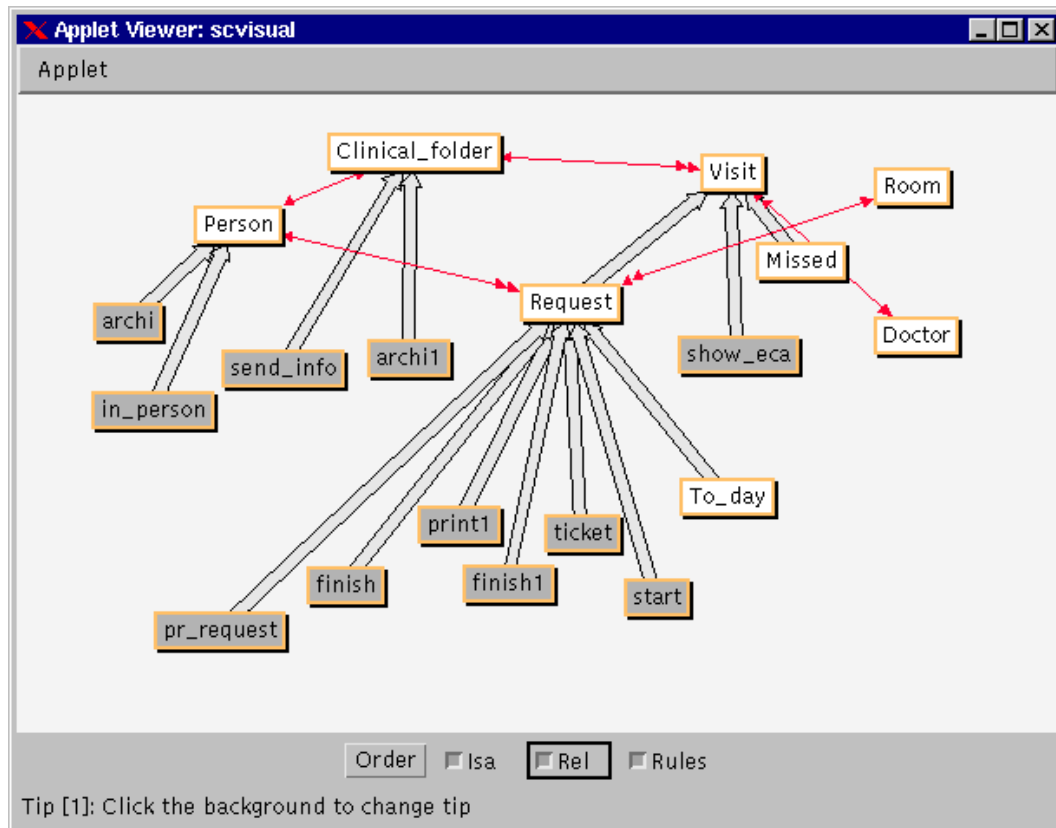 Applet Viewer: scvisual
Applet
Clinical_folder
Visit
Room
Person
Missed
Request
archi
Doctor
send_info
archi1
show_eca
in_person
To_day
print1
ticket
finish
finish1
start
pr_request
Order Isa Rel Rules
Tip [1]: Click the background to change tip